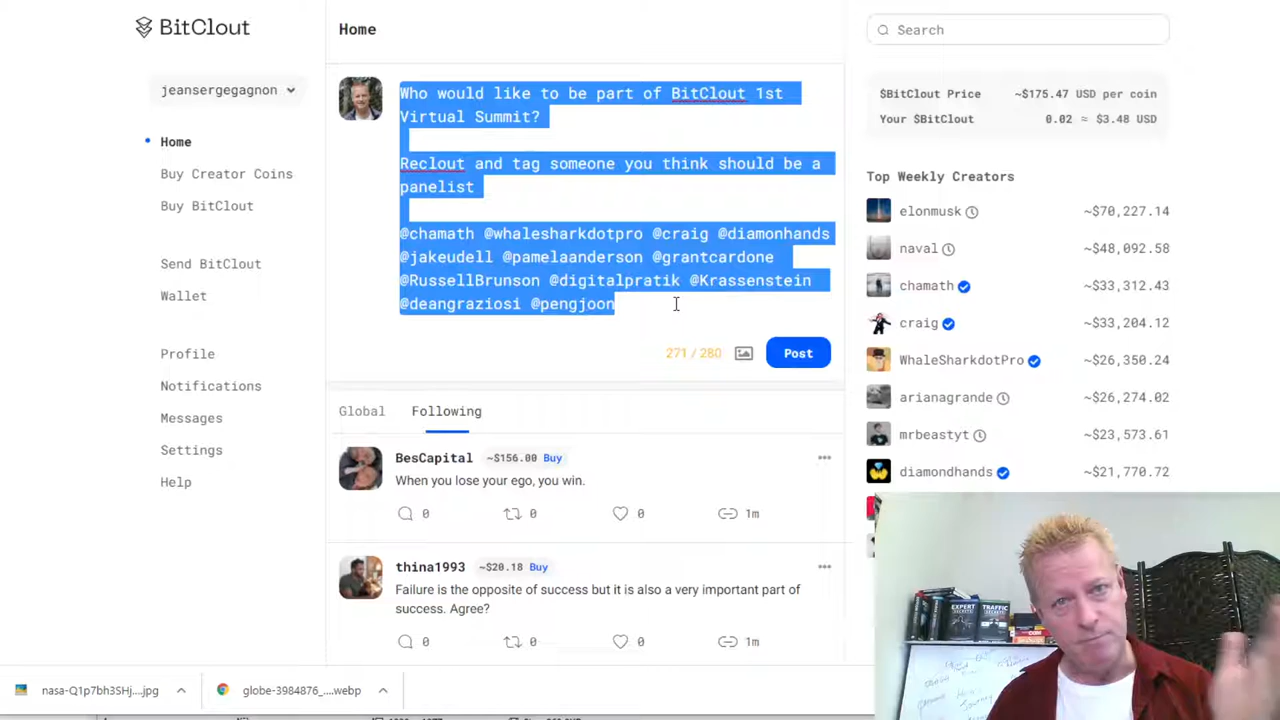 BitClout
jeansergegagnon
Home
Buy Creator Coins
Buy BitClout
Send BitClout
Wallet
Profile
Notifications
Messages
Settings
Help
Home
Who would like to be part of BitClout 1st
Virtual Summit?
Reclout and tag someone you think should be a
panelist
@chamath @whalesharkdotpro @craig @diamonhands
@jakeudell @pamelaanderson @grantcardone
@RussellBrunson @digitalpratik @Krassenstein
@deangraziosi @pengjoon
271 / 280
Post
Global Following
BesCapital ~$156.00 Buy
When you lose your ego, you win.
0 0 0 1m
thina1993 ~$20.18 Buy
Failure is the opposite of success but it is also a very important part of
success. Agree?
0 0 0 1m
Search
$BitClout Price ~$175.47 USD per coin
Your $BitClout 0.02 ≈ $3.48 USD
Top Weekly Creators
elonmusk ~$70,227.14
naval ~$48,092.58
chamath ~$33,312.43
craig ~$33,204.12
WhaleSharkdotPro ~$26,350.24
arianagrande ~$26,274.02
mrbeastyt ~$23,573.61
diamondhands ~$21,770.72
EXPERT
SECRETS
TRAFFIC
SECRETS
nasa-Q1p7bh3SHj....jpg
globe-3984876_....webp